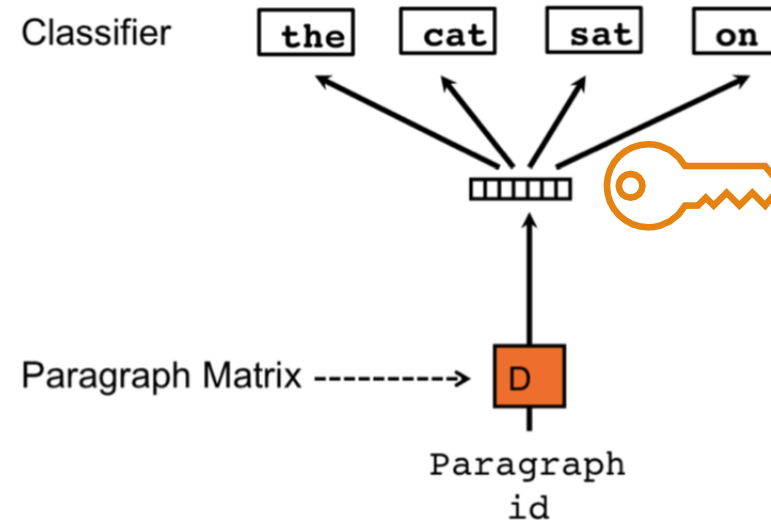 Classifier the cat sat on
Paragraph Matrix D
Paragraph
id